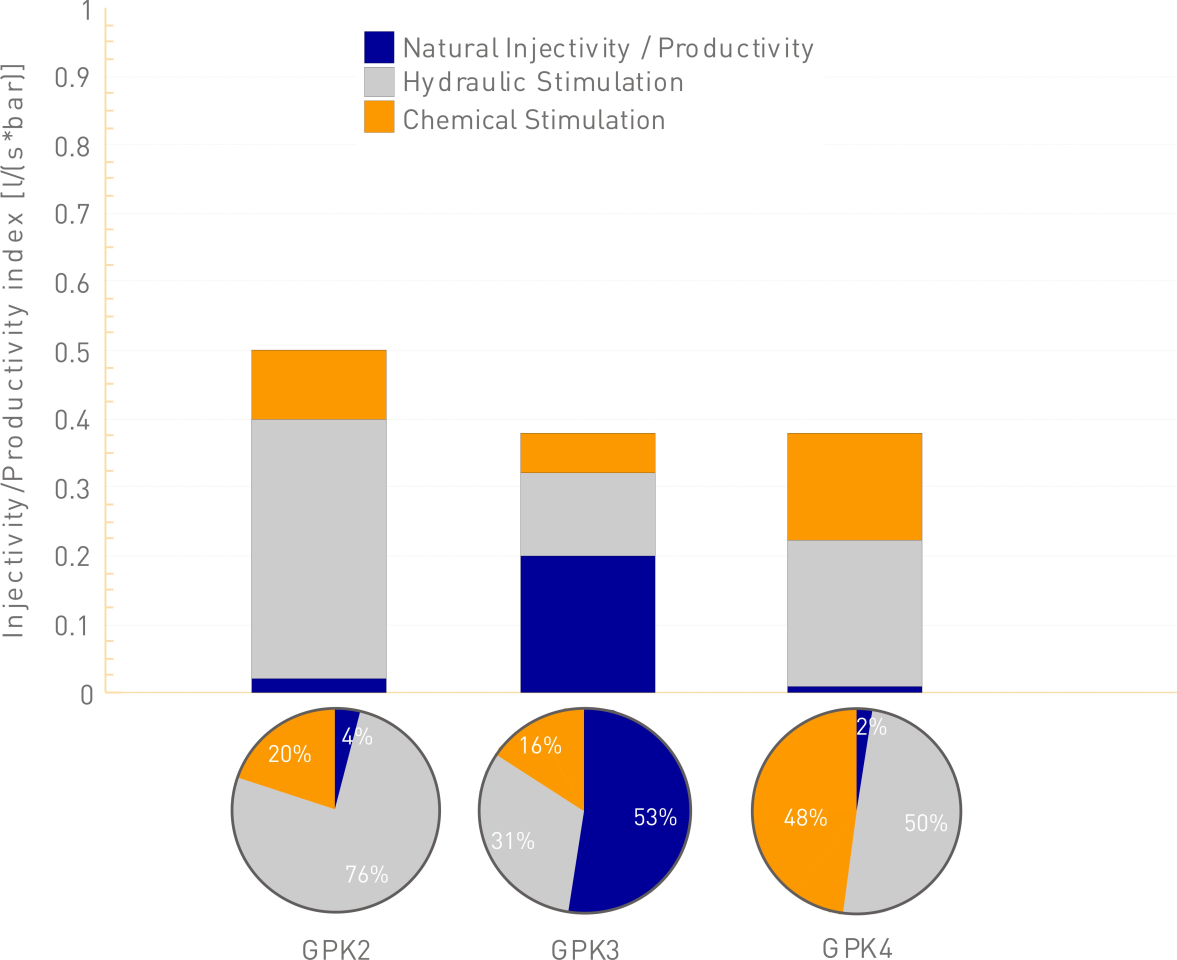 1
0.9
0.8
0.7
0.6
0.5
0.4
0.3
0.2
0.1
0
Injectivity/Productivity index [l/(s*bar)]
Natural Injectivity / Productivity
Hydraulic Stimulation
Chemical Stimulation
4%
20%
76%
16%
53%
31%
2%
48%
50%
GPK2
GPK3
GPK4